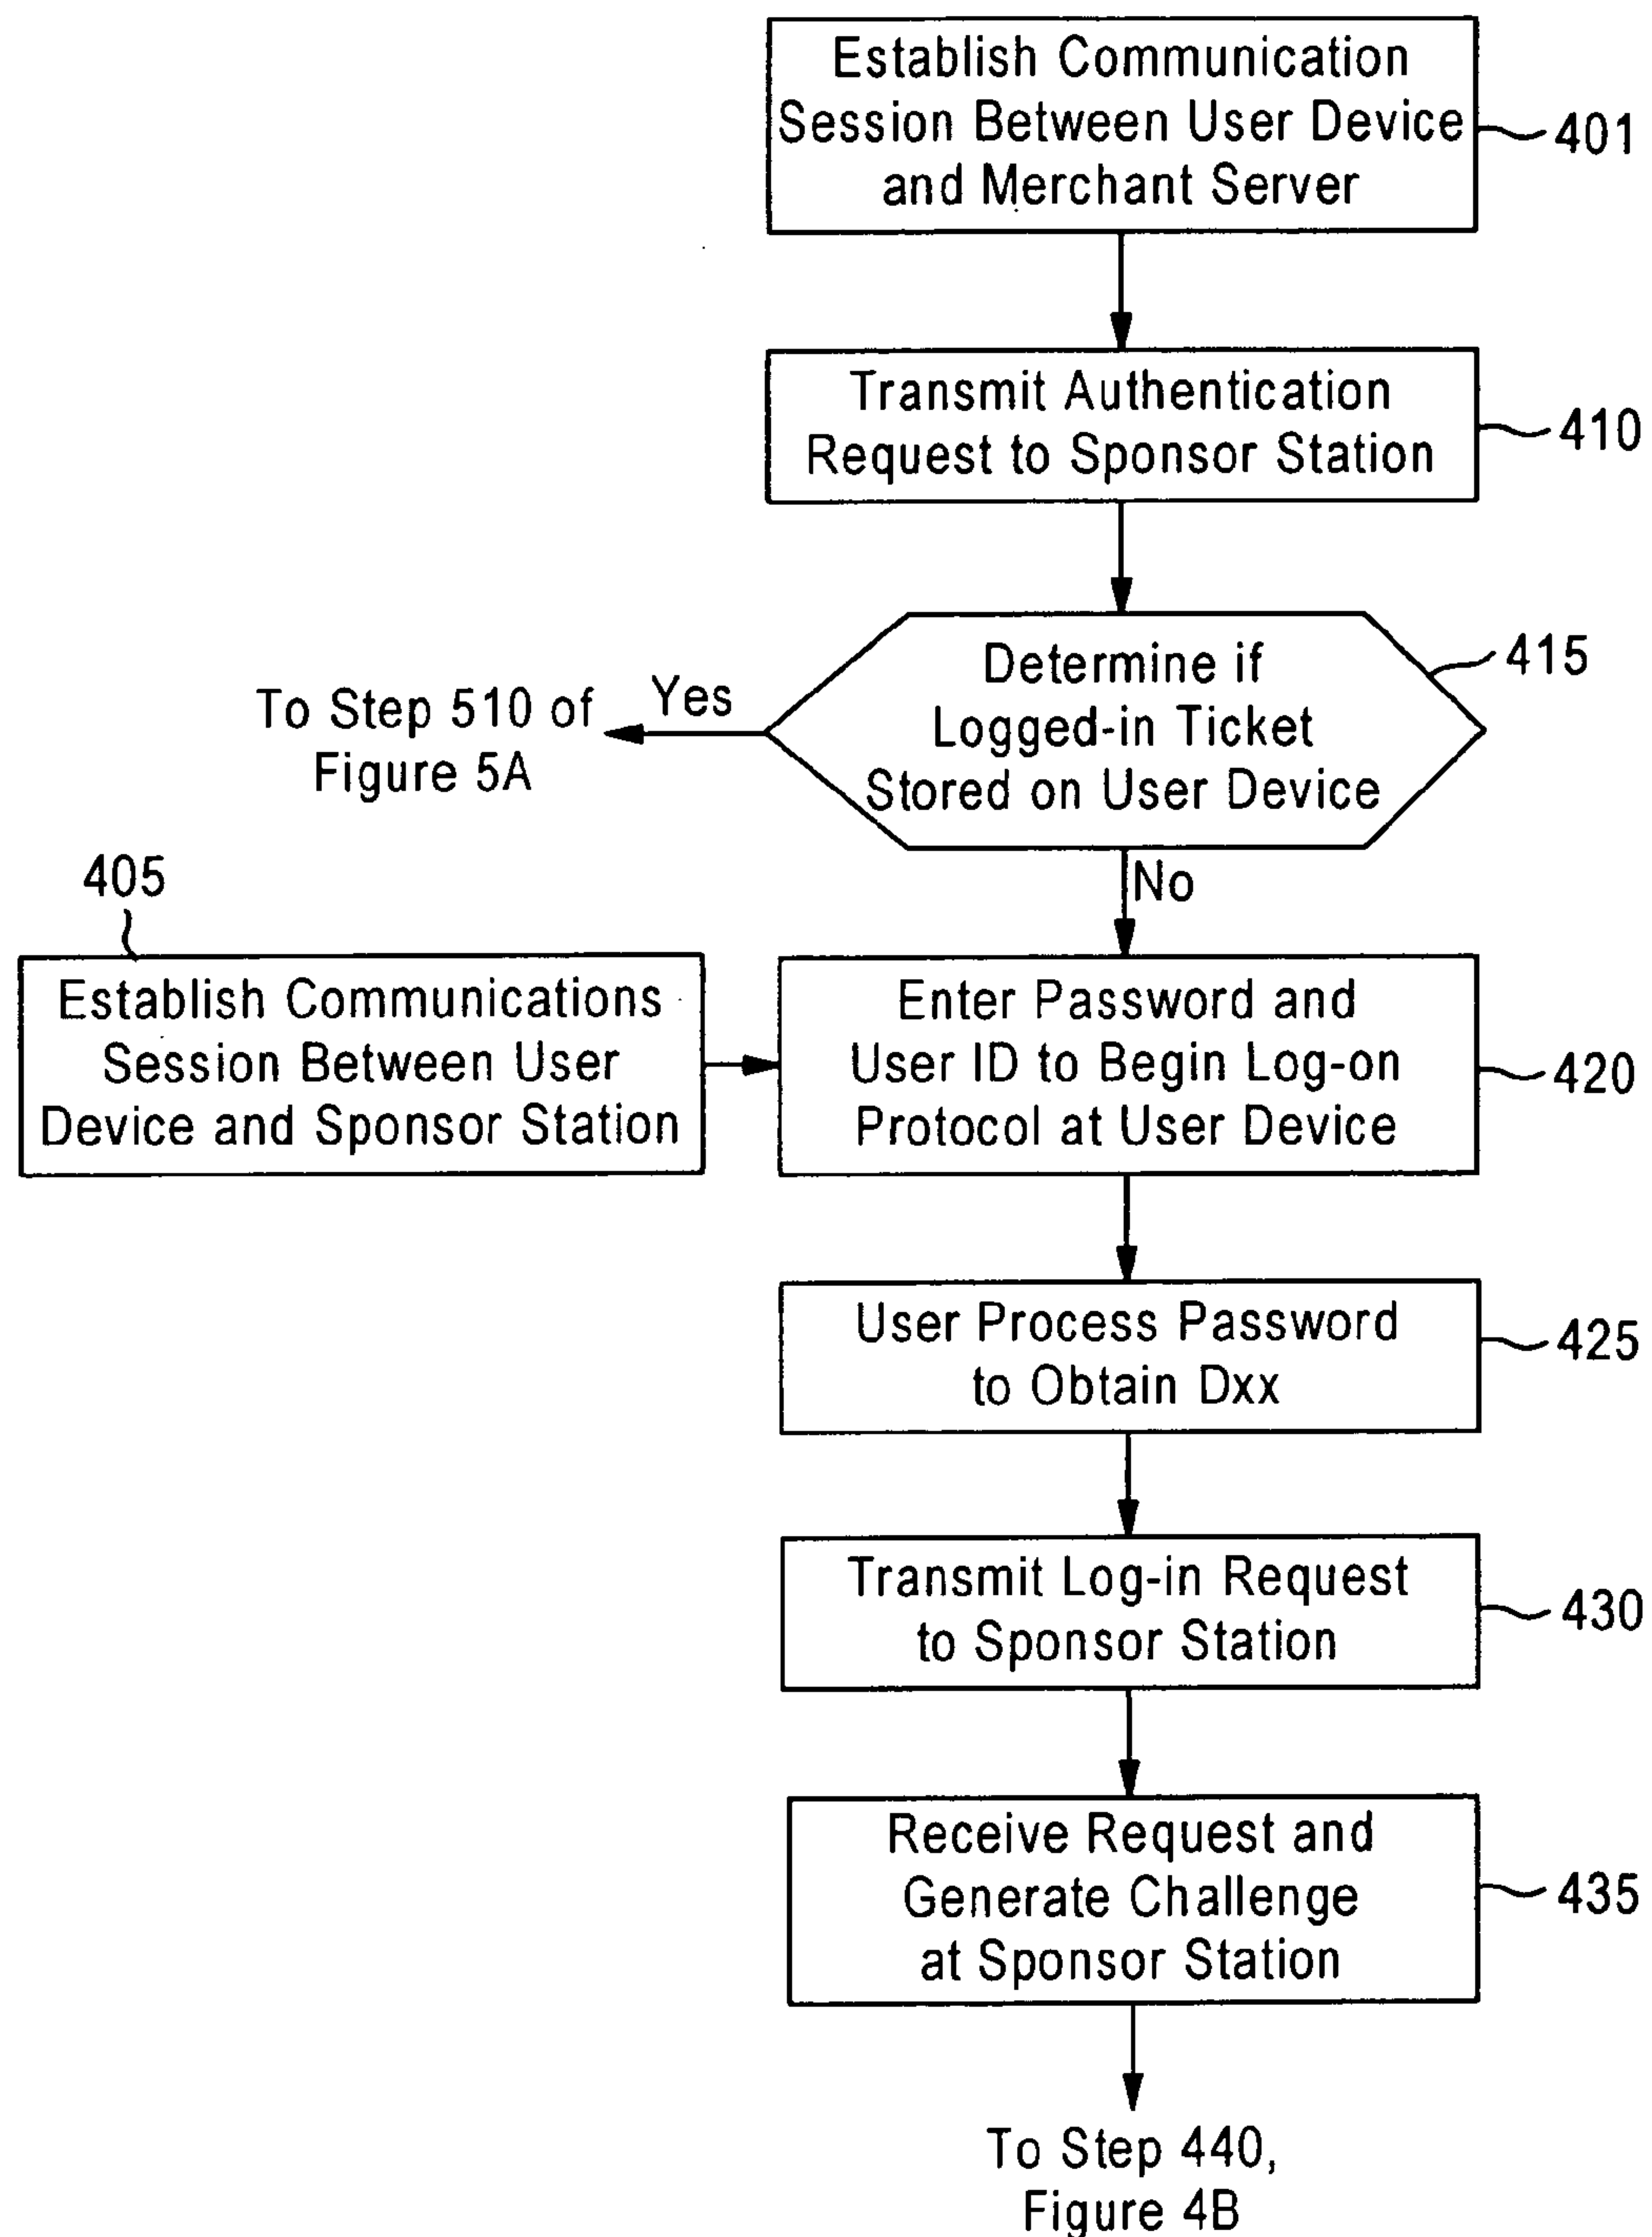 Establish Communication
Session Between User Device
and Merchant Server
401
Transmit Authentication
Request to Sponsor Station
410
Determine if
Logged-in Ticket
Stored on User Device
415
Yes
To Step 510 of
Figure 5A
No
405
Establish Communications
Session Between User
Device and Sponsor Station
Enter Password and
User ID to Begin Log-on
Protocol at User Device
420
User Process Password
to Obtain Dxx
425
Transmit Log-in Request
to Sponsor Station
430
Receive Request and
Generate Challenge
at Sponsor Station
435
To Step 440,
Figure 4B